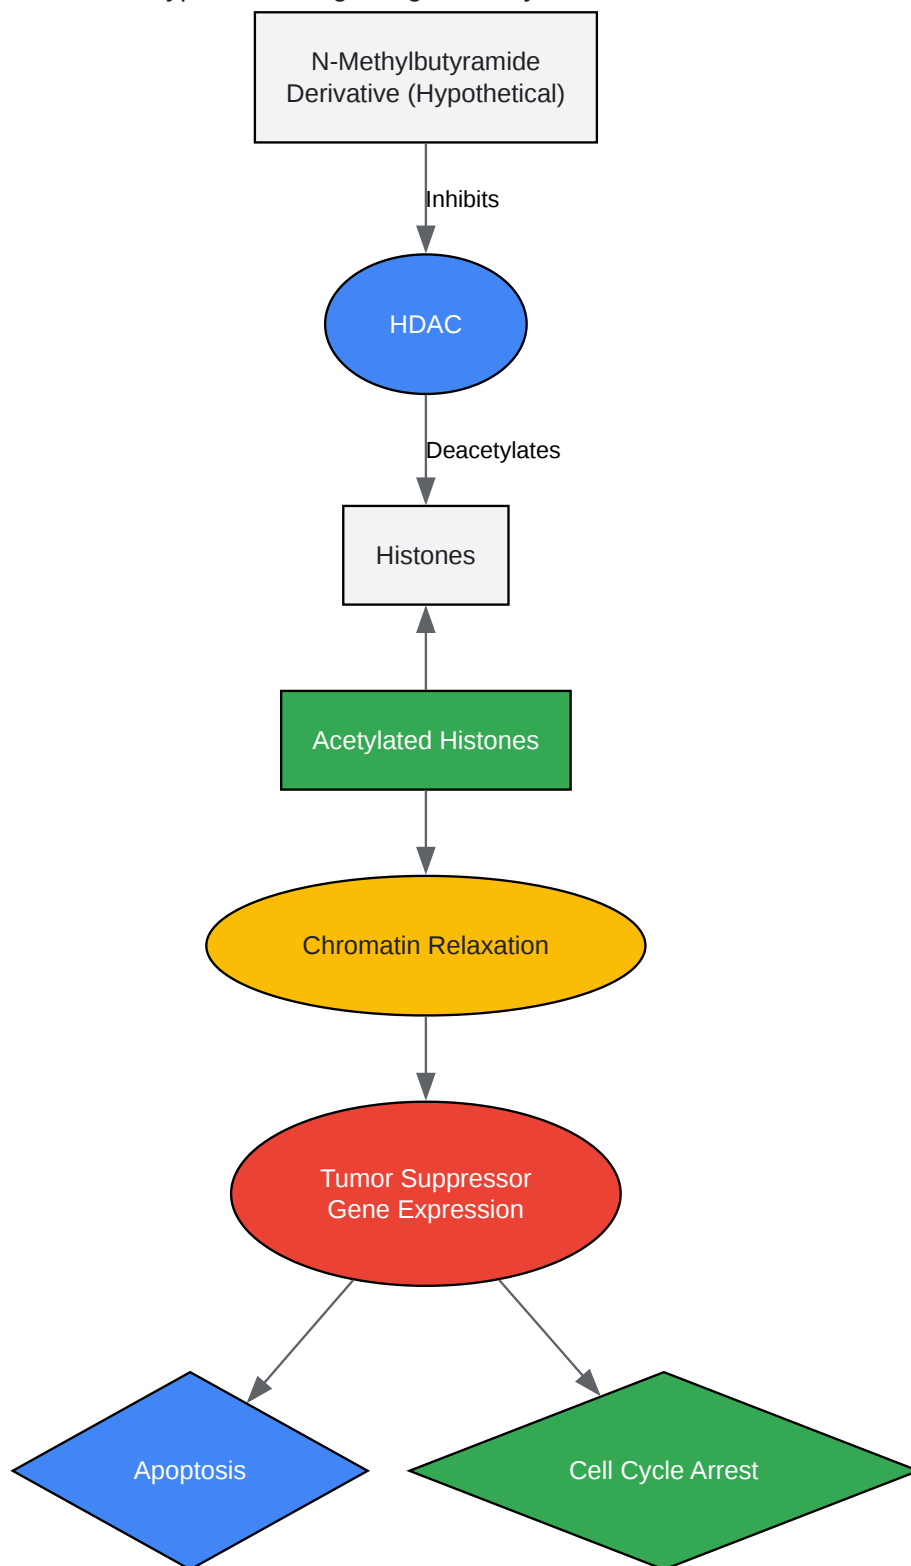 N-Methylbutyramide
Derivative (Hypothetical)
Inhibits
HDAC
Deacetylates
Histones
Acetylated Histones
Chromatin Relaxation
Tumor Suppressor
Gene Expression
Apoptosis
Cell Cycle Arrest